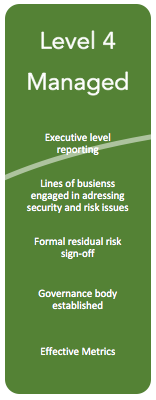 Level 4
Managed
Executive level
reporting
Lines of busienss
engaged in adressing
security and risk issues
Formal residual risk
sign-off
Governance body
established
Effective Metrics